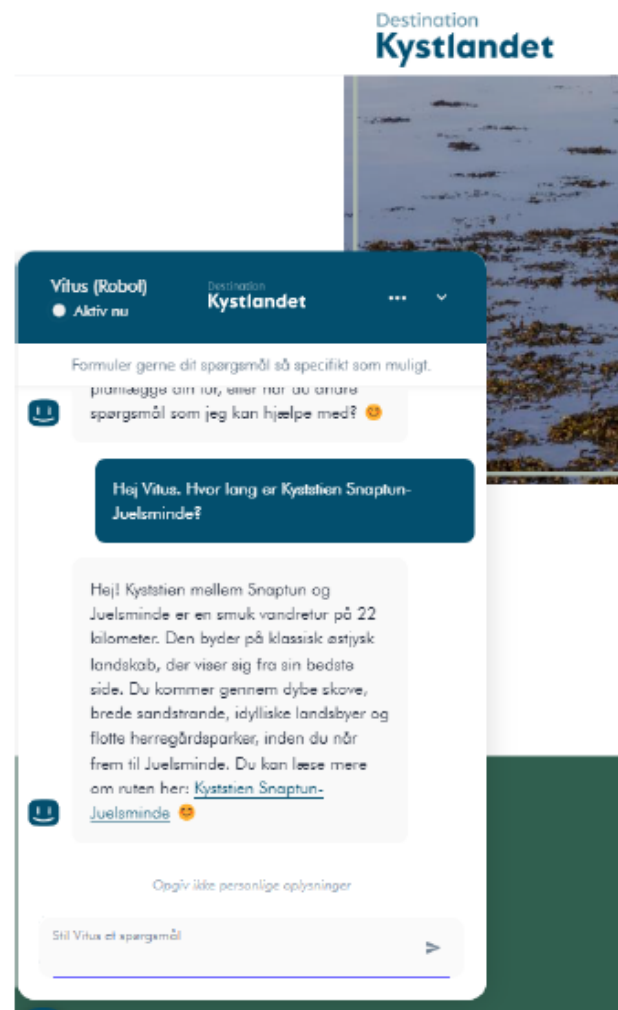 Destination
Kystlandet
Vitus (Robot)
Aktiv nu
Destination
Kystlandet
Formuler gerne dit spørgsmål så specifikt som muligt.
planlægge din tur, eller har du andre
spørgsmål som jeg kan hjælpe med? 😊
Hej Vitus. Hvor lang er Kyststien Snaptun-
Juelsminde?
Hej! Kyststien mellem Snaptun og
Juelsminde er en smuk vandretur på 22
kilometer. Den byder på klassisk østjysk
landskab, der viser sig fra sin bedste
side. Du kommer gennem dybe skove,
brede sandstrande, idylliske landsbyer og
flotte herregårdsparker, inden du når
frem til Juelsminde. Du kan læse mere
om ruten her: Kyststien Snaptun-
Juelsminde 😊
Opgiv ikke personlige oplysninger
Stil Vitus et spørgsmål